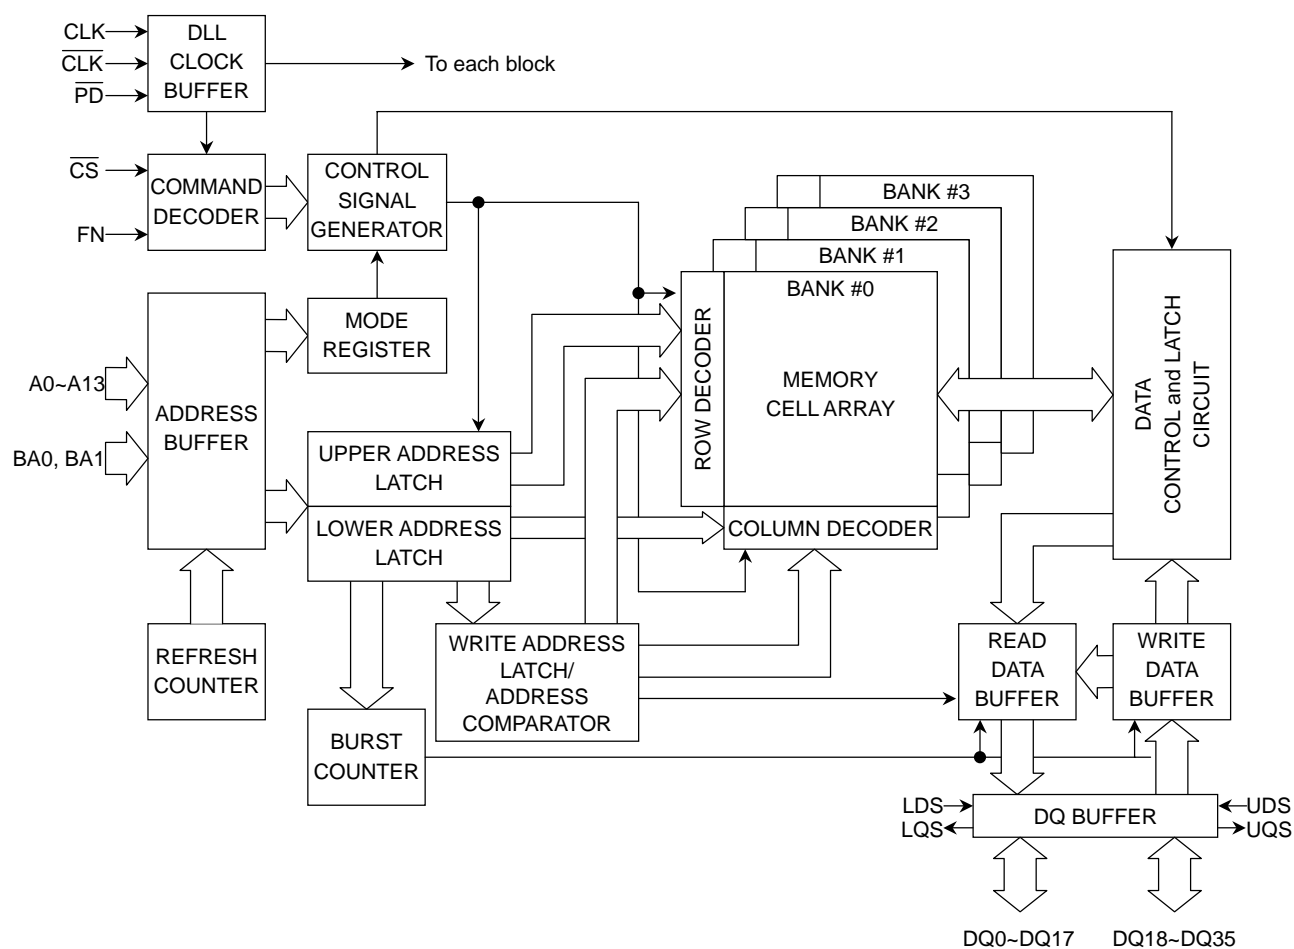 CLK
CLK
PD
DLL
CLOCK
BUFFER
To each block
CS
FN
COMMAND
DECODER
CONTROL
SIGNAL
GENERATOR
BANK #3
BANK #2
BANK #1
BANK #0
MODE
REGISTER
A0~A13
BA0, BA1
ADDRESS
BUFFER
ROW DECODER
MEMORY
CELL ARRAY
DATA
CONTROL and LATCH
CIRCUIT
UPPER ADDRESS
LATCH
LOWER ADDRESS
LATCH
COLUMN DECODER
REFRESH
COUNTER
WRITE ADDRESS
LATCH/
ADDRESS
COMPARATOR
READ
DATA
BUFFER
WRITE
DATA
BUFFER
BURST
COUNTER
LDS
LQS
DQ BUFFER
UDS
UQS
DQ0~DQ17
DQ18~DQ35